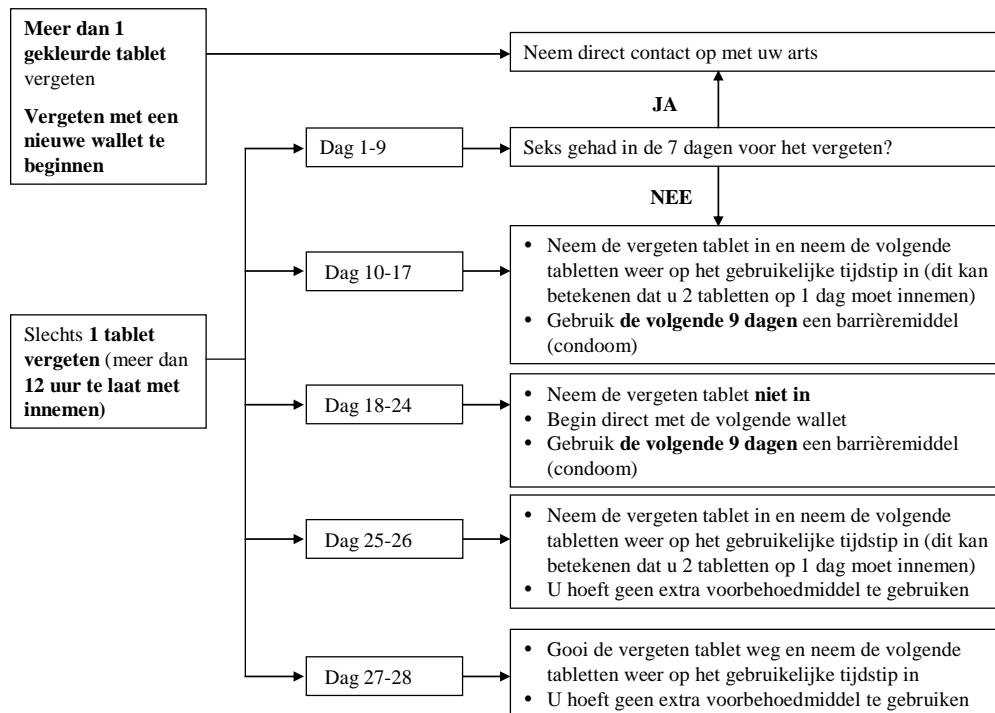 Meer dan 1
gekleurde tablet
vergeten
Vergeten met een
nieuwe wallet te
beginnen
Neem direct contact op met uw arts
JA
Dag 1-9
Seks gehad in de 7 dagen voor het vergeten?
NEE
Slechts 1 tablet
vergeten (meer dan
12 uur te laat met
innemen)
Dag 10-17
• Neem de vergeten tablet in en neem de volgende
tabletten weer op het gebruikelijke tijdstip in (dit kan
betekenen dat u 2 tabletten op 1 dag moet innemen)
• Gebruik de volgende 9 dagen een barrièremiddel
(condoom)
Dag 18-24
• Neem de vergeten tablet niet in
• Begin direct met de volgende wallet
• Gebruik de volgende 9 dagen een barrièremiddel
(condoom)
Dag 25-26
• Neem de vergeten tablet in en neem de volgende
tabletten weer op het gebruikelijke tijdstip in (dit kan
betekenen dat u 2 tabletten op 1 dag moet innemen)
• U hoeft geen extra voorbehoedmiddel te gebruiken
Dag 27-28
• Gooi de vergeten tablet weg en neem de volgende
tabletten weer op het gebruikelijke tijdstip in
• U hoeft geen extra voorbehoedmiddel te gebruiken